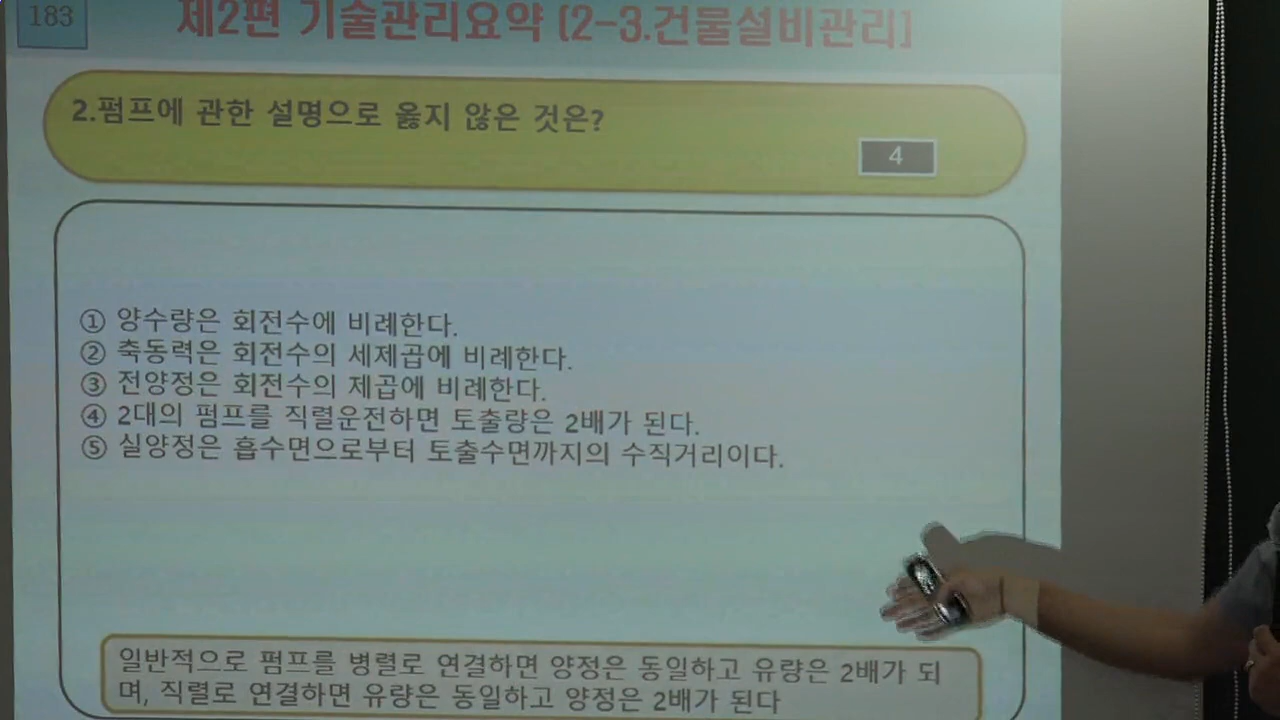 183
제2편 기술관리요약 (2-3.건물설비관리)
2.펌프에 관한 설명으로 옳지 않은 것은?
4
① 양수량은 회전수에 비례한다.
② 축동력은 회전수의 세제곱에 비례한다.
③ 전양정은 회전수의 제곱에 비례한다.
④ 2대의 펌프를 직렬운전하면 토출량은 2배가 된다.
⑤ 실양정은 흡수면으로부터 토출수면까지의 수직거리이다.
일반적으로 펌프를 병렬로 연결하면 양정은 동일하고 유량은 2배가 되
며, 직렬로 연결하면 유량은 동일하고 양정은 2배가 된다